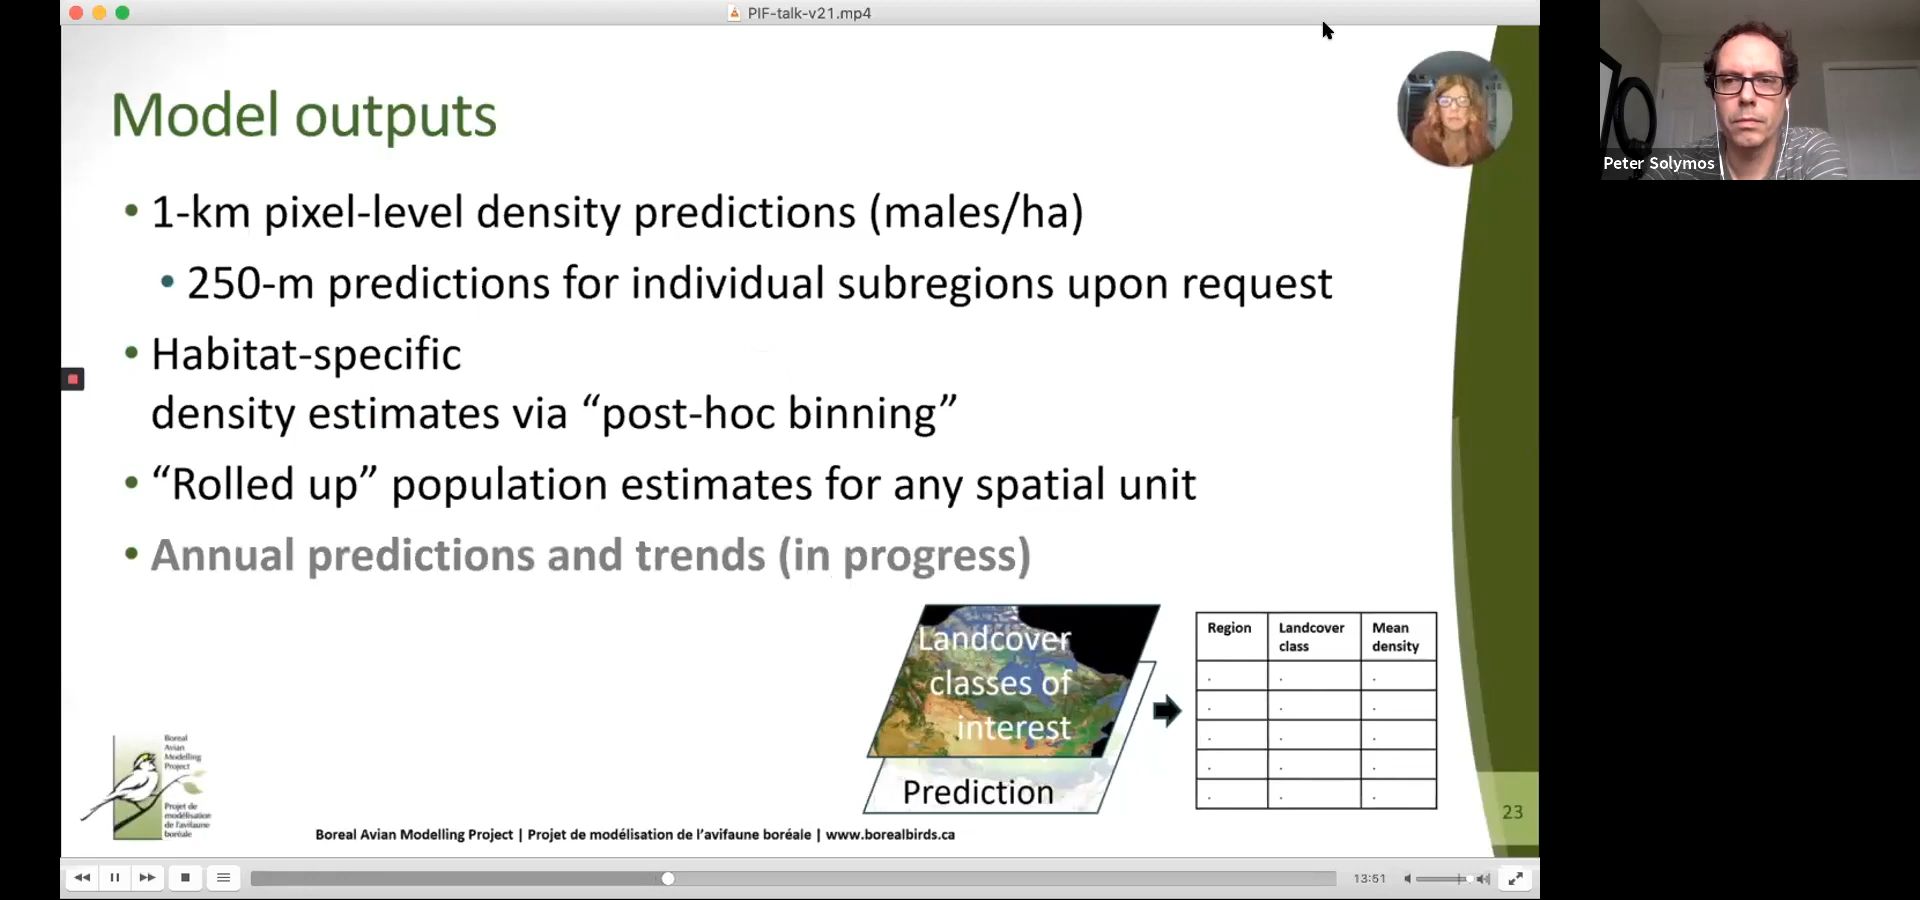 PIF-talk-v21.mp4
Model outputs
• 1-km pixel-level density predictions (males/ha)
• 250-m predictions for individual subregions upon request
• Habitat-specific
density estimates via “post-hoc binning”
• “Rolled up” population estimates for any spatial unit
• Annual predictions and trends (in progress)
Landcover
classes of
interest
Prediction
Region Landcover class Mean density
. . .
. . .
. . .
. . .
. . .
Boreal
Avian
Modelling
Project
Projet de
modélisation
de l'avifaune
boréale
Boreal Avian Modelling Project | Projet de modélisation de l’avifaune boréale | www.borealbirds.ca
23
13:51
Peter Solymos